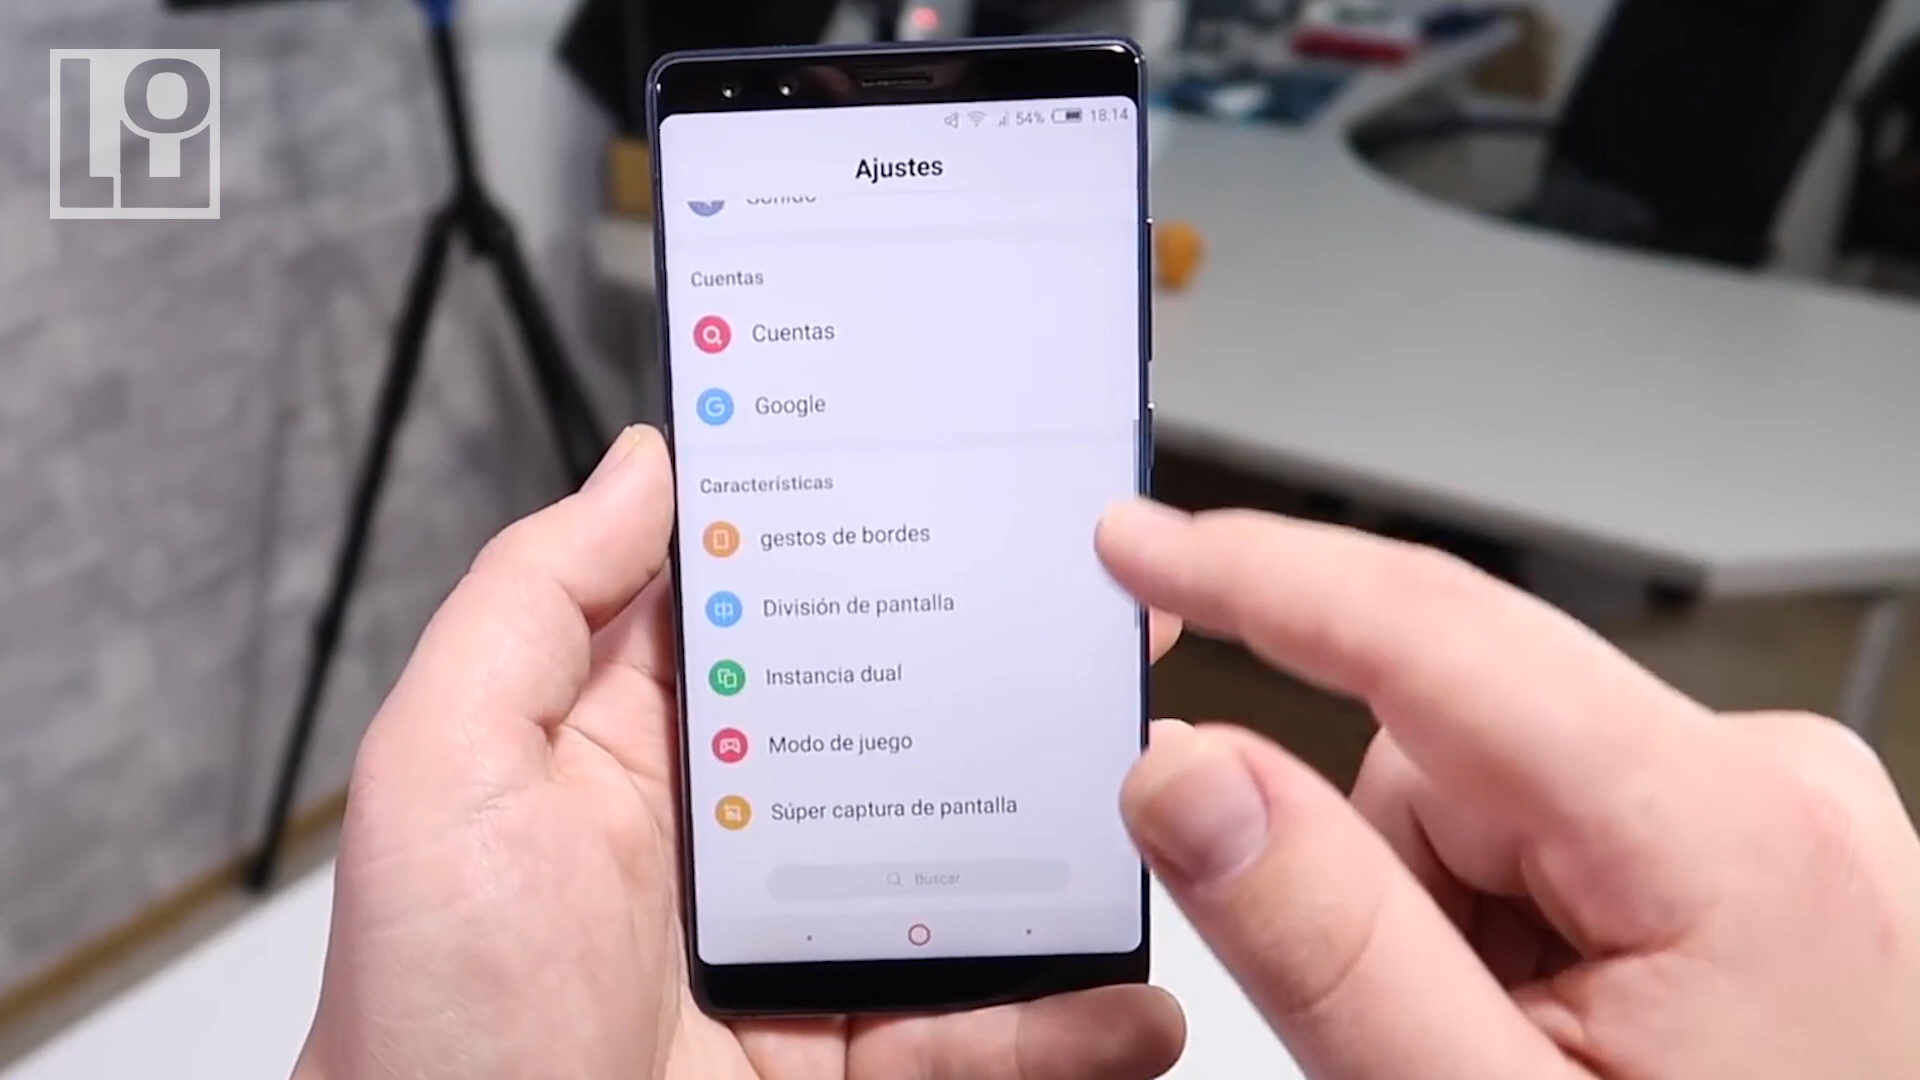 54% 18:14
Ajustes
Sonido
Cuentas
Cuentas
Google
Características
gestos de bordes
División de pantalla
Instancia dual
Modo de juego
Súper captura de pantalla
Buscar